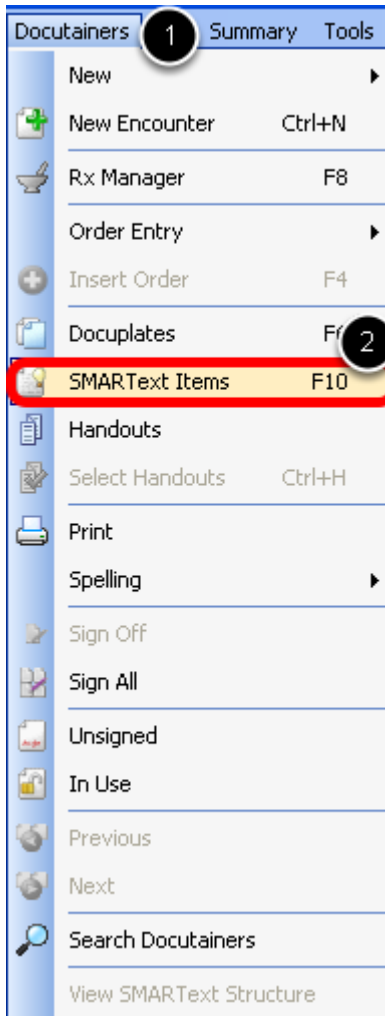 Docutainers 1 Summary Tools
New
New Encounter Ctrl+N
Rx Manager F8
Order Entry
Insert Order F4
Docuplates
2
SMARText Items F10
Handouts
Select Handouts Ctrl+H
Print
Spelling
Sign Off
Sign All
Unsigned
In Use
Previous
Next
Search Docutainers
View SMARText Structure